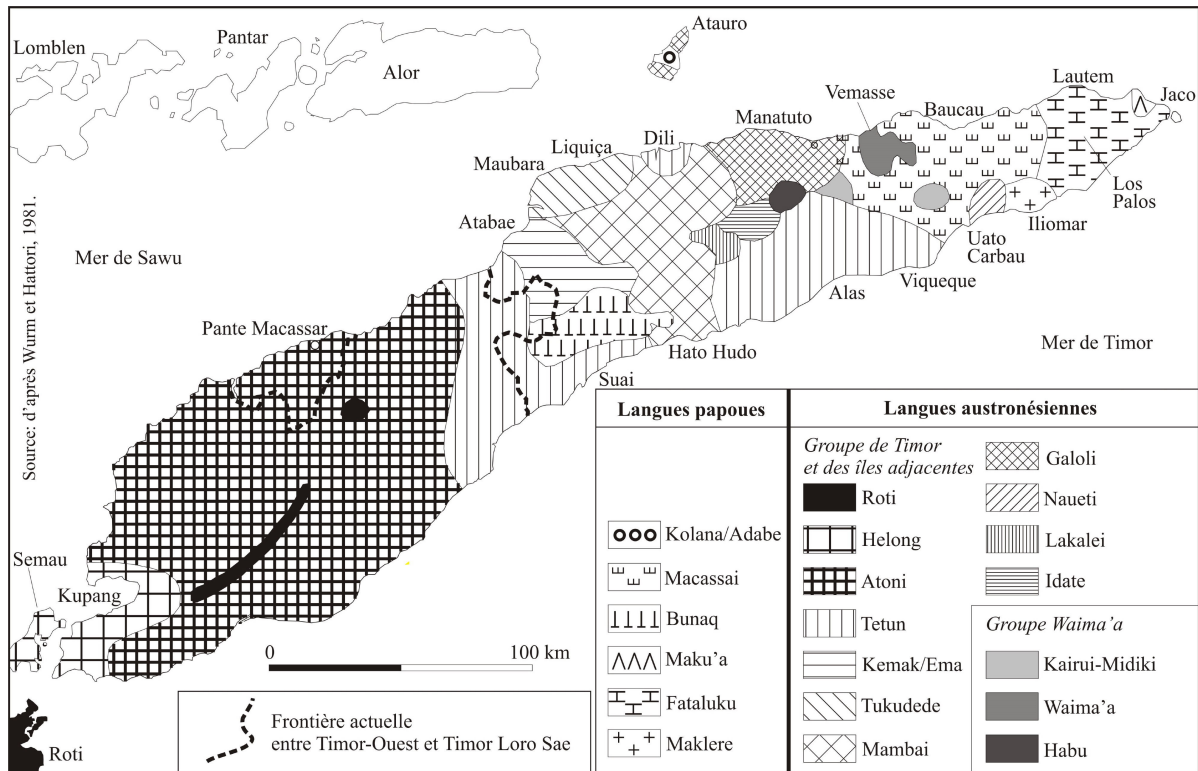 Lomblen
Pantar
Alor
Atauro
Lautem
Jaco
Vemasse
Baucau
Manatuto
Dili
Liquiça
Maubara
Atabae
Los
Palos
Iliomar
Uato
Carbau
Viqueque
Alas
Mer de Sawu
Pante Macassar
Hato Hudo
Suai
Mer de Timor
Source: d'après Wurm et Hattori, 1981.
Semau
Kupang
Roti
0 100 km
Frontière actuelle
entre Timor-Ouest et Timor Loro Sae
Langues papoues
Kolana/Adabe
Macassai
Bunaq
Maku'a
Fataluku
Maklere
Langues austronésiennes
Groupe de Timor
et des îles adjacentes
Roti
Helong
Atoni
Tetun
Kemak/Ema
Tukudede
Mambai
Galoli
Naueti
Lakalei
Idate
Groupe Waima'a
Kairui-Midiki
Waima'a
Habu